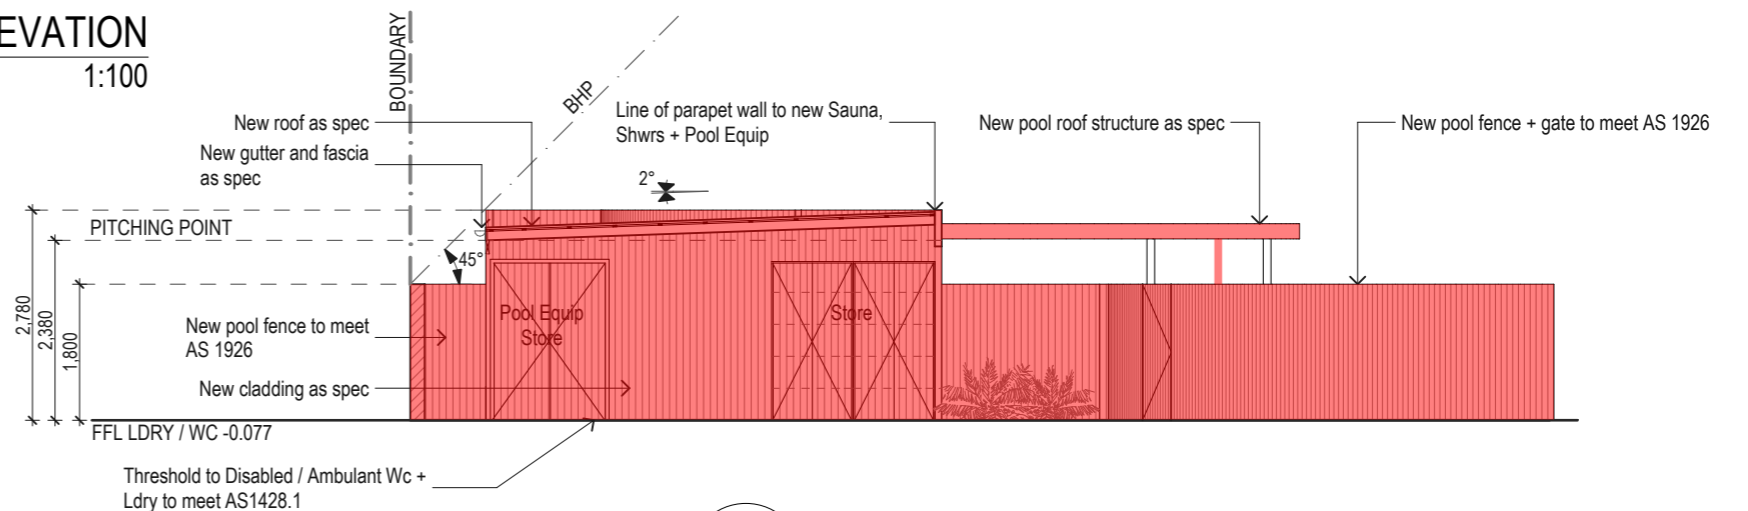 EVATION
1:100
BOUNDARY
BHP
New roof as spec
New gutter and fascia
as spec
Line of parapet wall to new Sauna,
Shwrs + Pool Equip
New pool roof structure as spec
New pool fence + gate to meet AS 1926
2°
PITCHING POINT
45°
2,780
2,380
1,800
New pool fence to meet
AS 1926
Pool Equip
Store
Store
New cladding as spec
FFL LDRY / WC -0.077
Threshold to Disabled / Ambulant Wc +
Ldry to meet AS1428.1